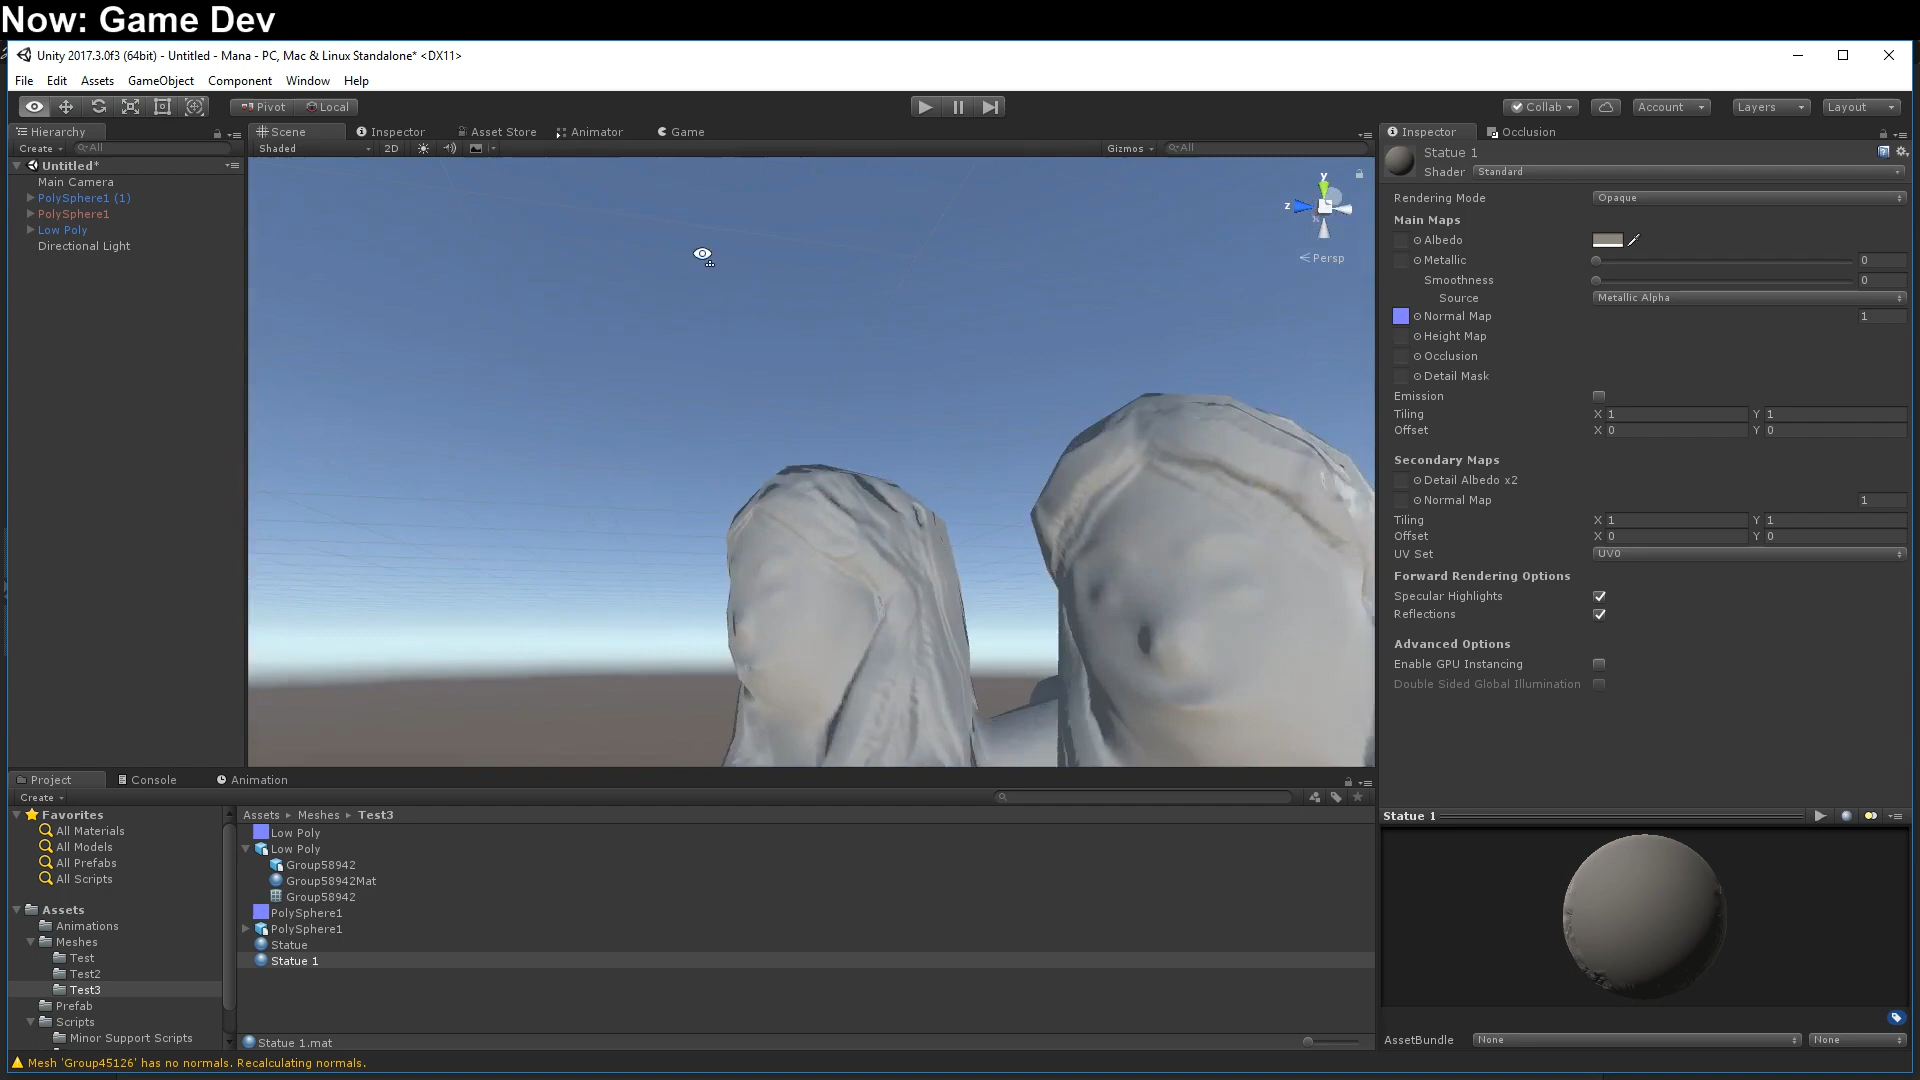 Now: Game Dev
Unity 2017.3.0f3 (64bit) - Untitled - Mana - PC, Mac & Linux Standalone* <DX11>
File Edit Assets GameObject Component Window Help
Pivot Local Collab Account Layers Layout
Hierarchy Scene Inspector Asset Store Animator Game Inspector Occlusion
Create All Shaded 2D Gizmos All
Untitled*
Main Camera
PolySphere1 (1)
PolySphere1
Low Poly
Directional Light
y
z
Persp
Statue 1
Shader Standard
Rendering Mode Opaque
Main Maps
Albedo
Metallic 0
Smoothness 0
Source Metallic Alpha
Normal Map 1
Height Map
Occlusion
Detail Mask
Emission
Tiling X 1 Y 1
Offset X 0 Y 0
Secondary Maps
Detail Albedo x2
Normal Map 1
Tiling X 1 Y 1
Offset X 0 Y 0
UV Set UV0
Forward Rendering Options
Specular Highlights
Reflections
Advanced Options
Enable GPU Instancing
Double Sided Global Illumination
Project Console Animation
Create
Favorites
All Materials
All Models
All Prefabs
All Scripts
Assets
Animations
Meshes
Test
Test2
Test3
Prefab
Scripts
Minor Support Scripts
Assets Meshes Test3
Low Poly
Low Poly
Group58942
Group58942Mat
Group58942
PolySphere1
PolySphere1
Statue
Statue 1
Statue 1.mat
Statue 1
AssetBundle None None
Mesh 'Group45126' has no normals. Recalculating normals.